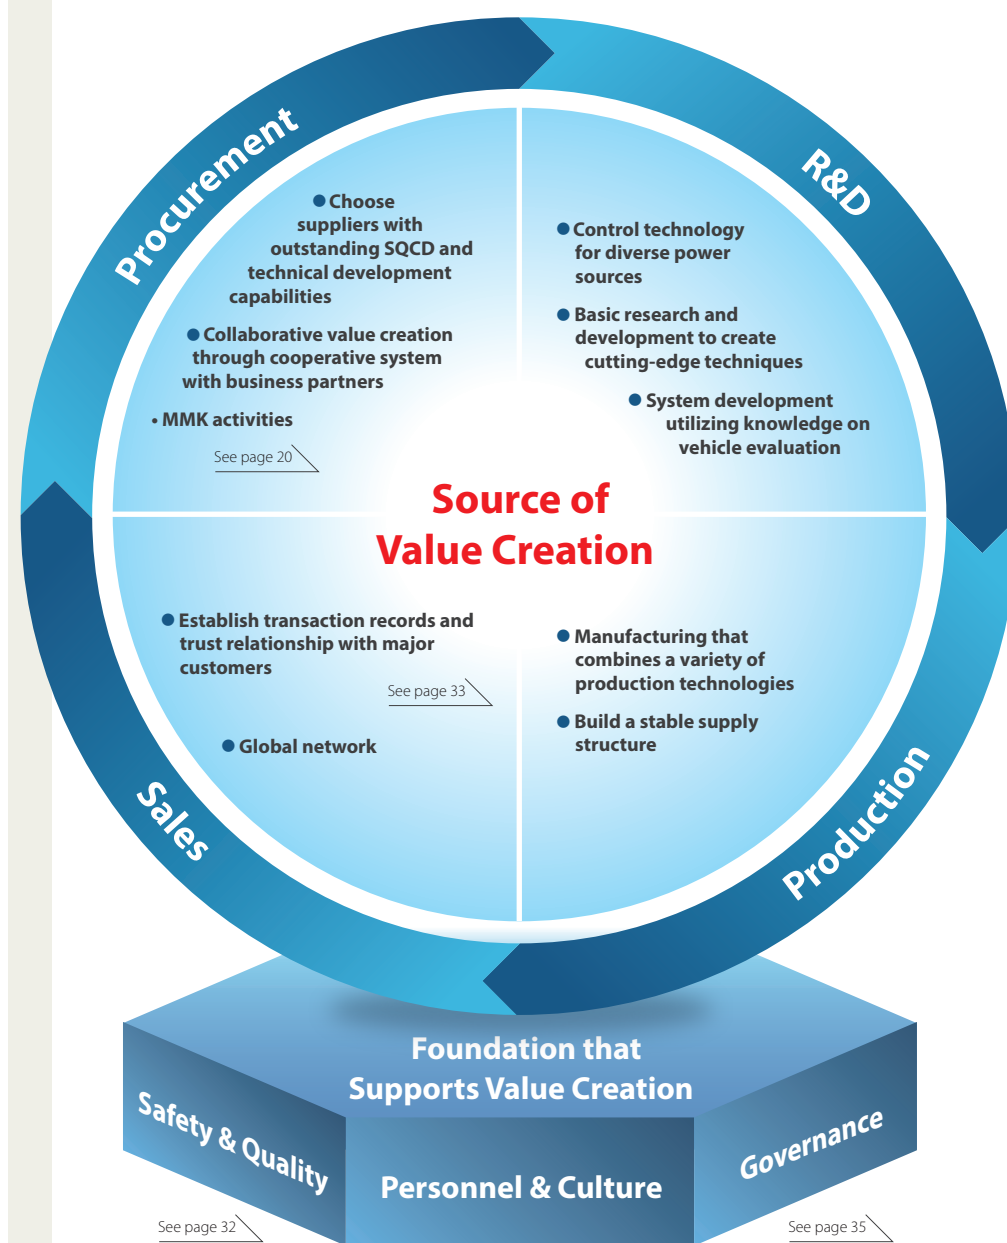 Procurement
● Choose
suppliers with
outstanding SQCD and
technical development
capabilities
● Collaborative value creation
through cooperative system
with business partners
• MMK activities
See page 20
R&D
● Control technology
for diverse power
sources
● Basic research and
development to create
cutting-edge techniques
● System development
utilizing knowledge on
vehicle evaluation
Source of
Value Creation
● Establish transaction records and
trust relationship with major
customers
See page 33
● Global network
Sales
● Manufacturing that
combines a variety of
production technologies
● Build a stable supply
structure
Production
Foundation that
Supports Value Creation
Safety & Quality
Personnel & Culture
Governance
See page 32
See page 35